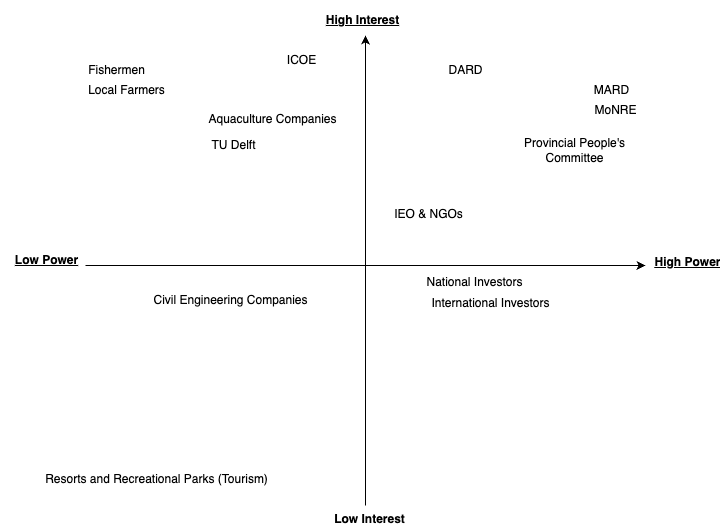 High Interest
ICOE
Fishermen
DARD
Local Farmers
MARD
MoNRE
Aquaculture Companies
TU Delft
Provincial People's
Committee
IEO & NGOs
Low Power
High Power
National Investors
Civil Engineering Companies
International Investors
Resorts and Recreational Parks (Tourism)
Low Interest